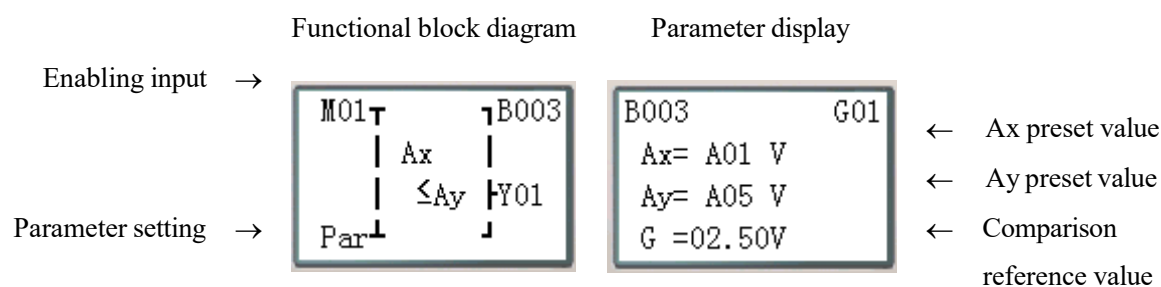 Functional block diagram Parameter display
Enabling input →
M01 B003
Ax
≤Ay Y01
Parameter setting → Par
B003 G01
Ax= A01 V
Ay= A05 V
G =02.50V
← Ax preset value
← Ay preset value
← Comparison
reference value